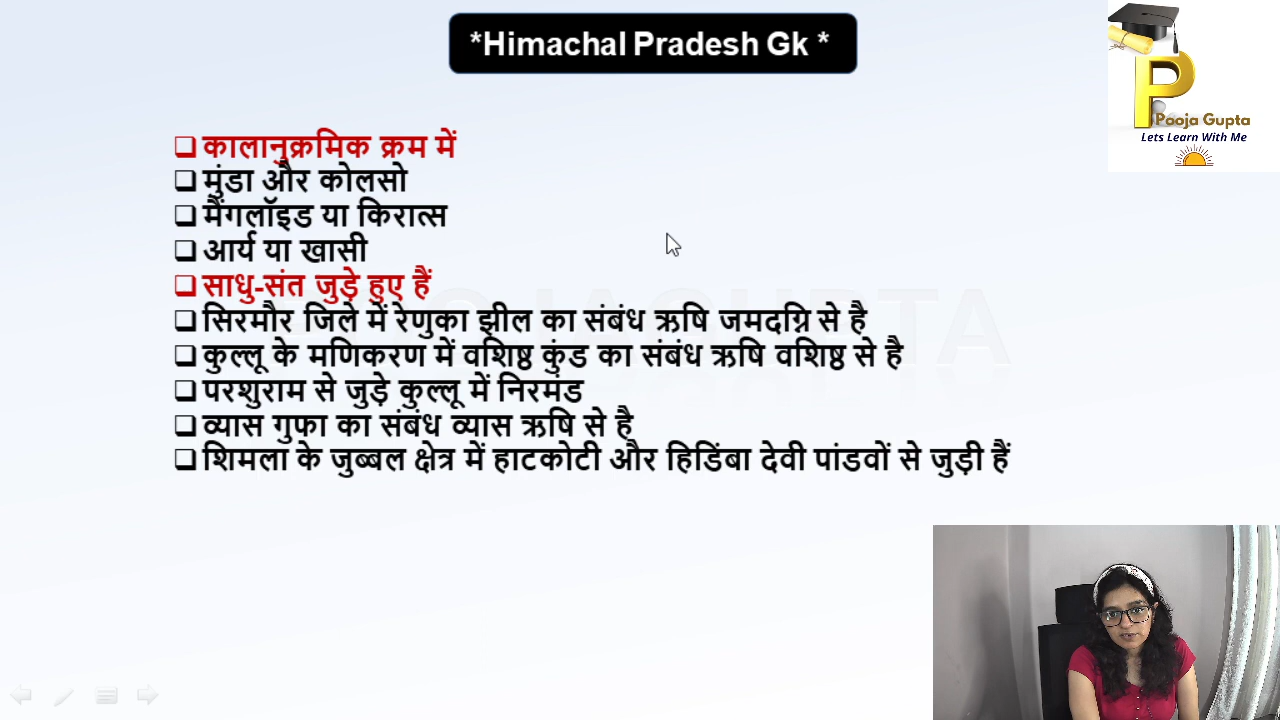 *Himachal Pradesh Gk *
P
Pooja Gupta
Lets Learn With Me
कालानुक्रमिक क्रम में
मुंडा और कोलसो
मैंगलॉइड या किरात्स
आर्य या खासी
साधु-संत जुड़े हुए हैं
सिरमौर जिले में रेणुका झील का संबंध ऋषि जमदग्नि से है
कुल्लू के मणिकरण में वशिष्ठ कुंड का संबंध ऋषि वशिष्ठ से है
परशुराम से जुड़े कुल्लू में निरमंड
व्यास गुफा का संबंध व्यास ऋषि से है
शिमला के जुब्बल क्षेत्र में हाटकोटी और हिडिंबा देवी पांडवों से जुड़ी हैं